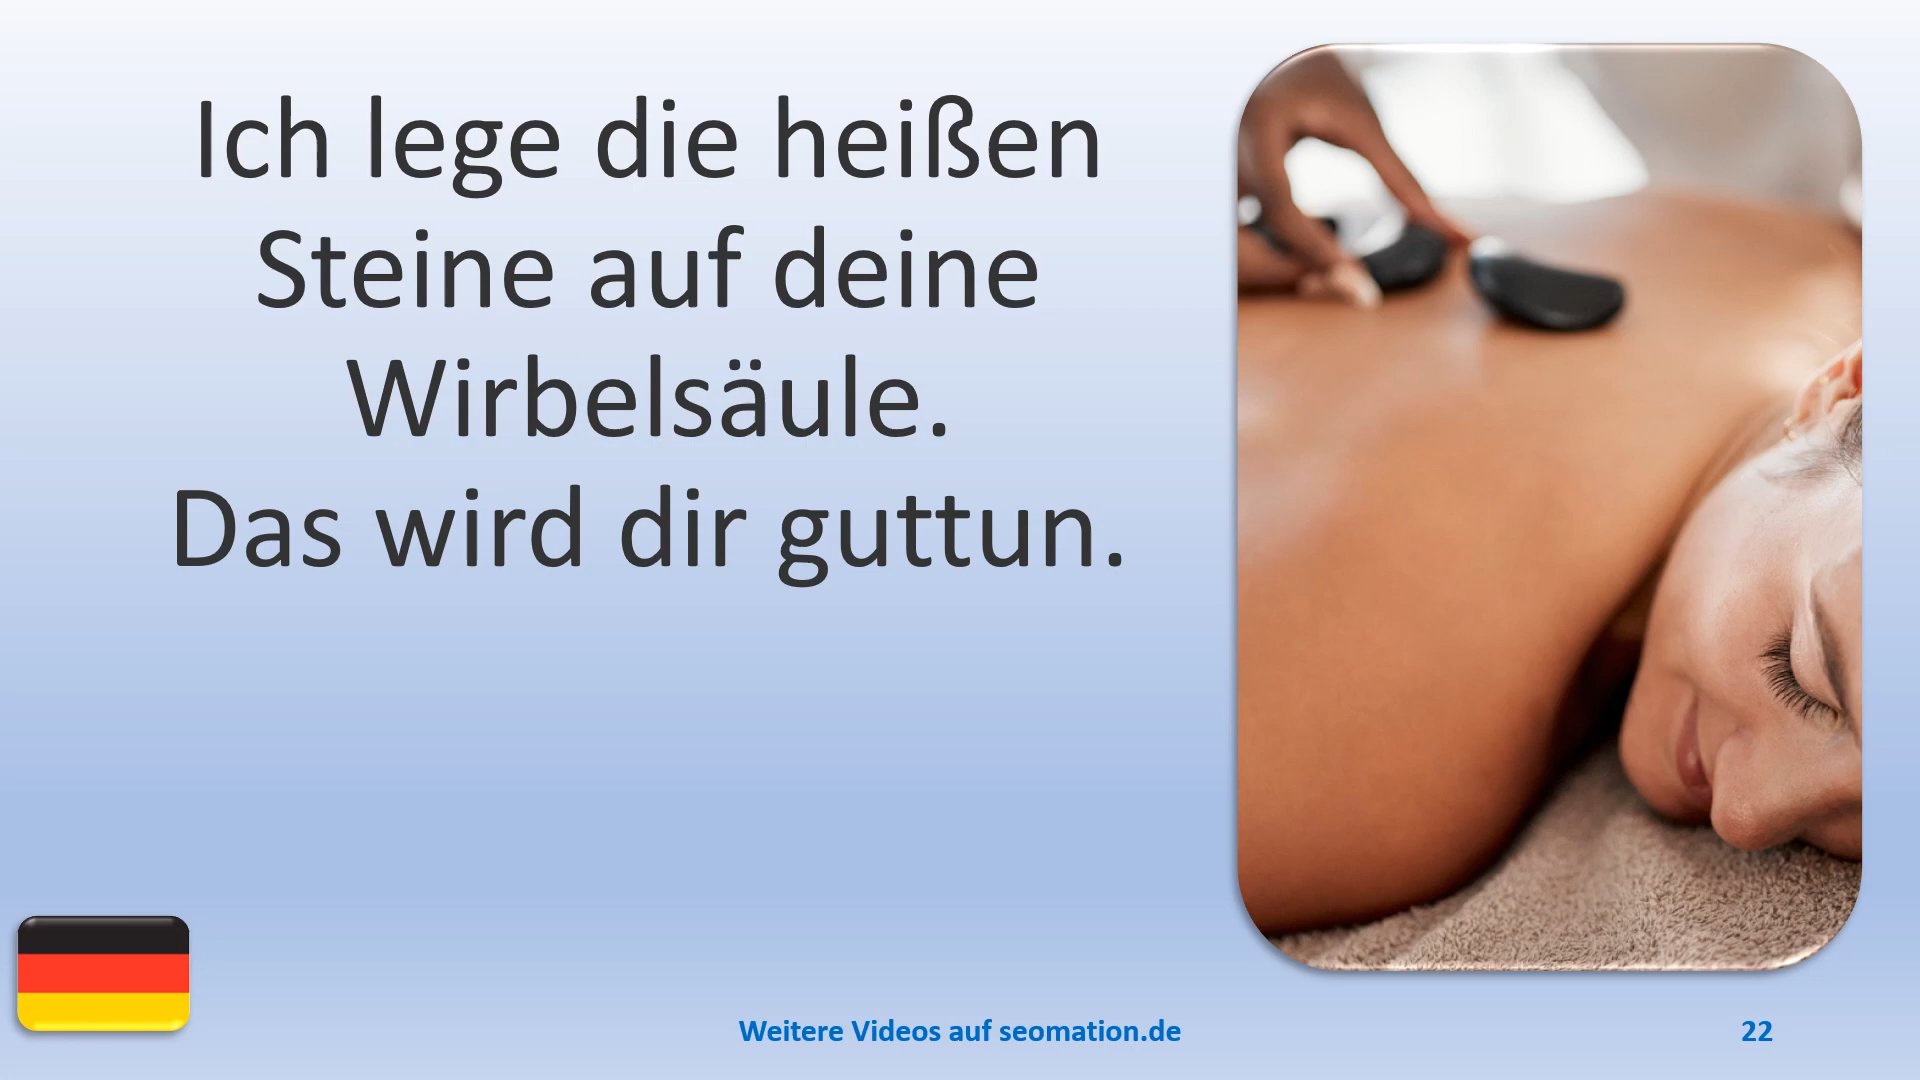 Ich lege die heißen
Steine auf deine
Wirbelsäule.
Das wird dir guttun.
Weitere Videos auf seomation.de
22